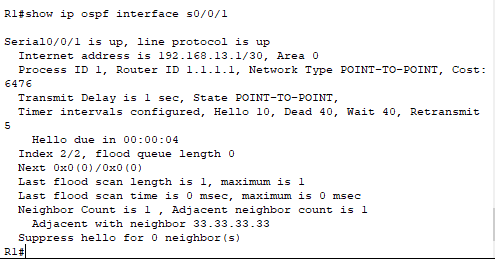 R1#show ip ospf interface s0/0/1
Serial0/0/1 is up, line protocol is up
Internet address is 192.168.13.1/30, Area 0
Process ID 1, Router ID 1.1.1.1, Network Type POINT-TO-POINT, Cost:
6476
Transmit Delay is 1 sec, State POINT-TO-POINT,
Timer intervals configured, Hello 10, Dead 40, Wait 40, Retransmit
5
Hello due in 00:00:04
Index 2/2, flood queue length 0
Next 0x0(0)/0x0(0)
Last flood scan length is 1, maximum is 1
Last flood scan time is 0 msec, maximum is 0 msec
Neighbor Count is 1 , Adjacent neighbor count is 1
Adjacent with neighbor 33.33.33.33
Suppress hello for 0 neighbor(s)
R1#